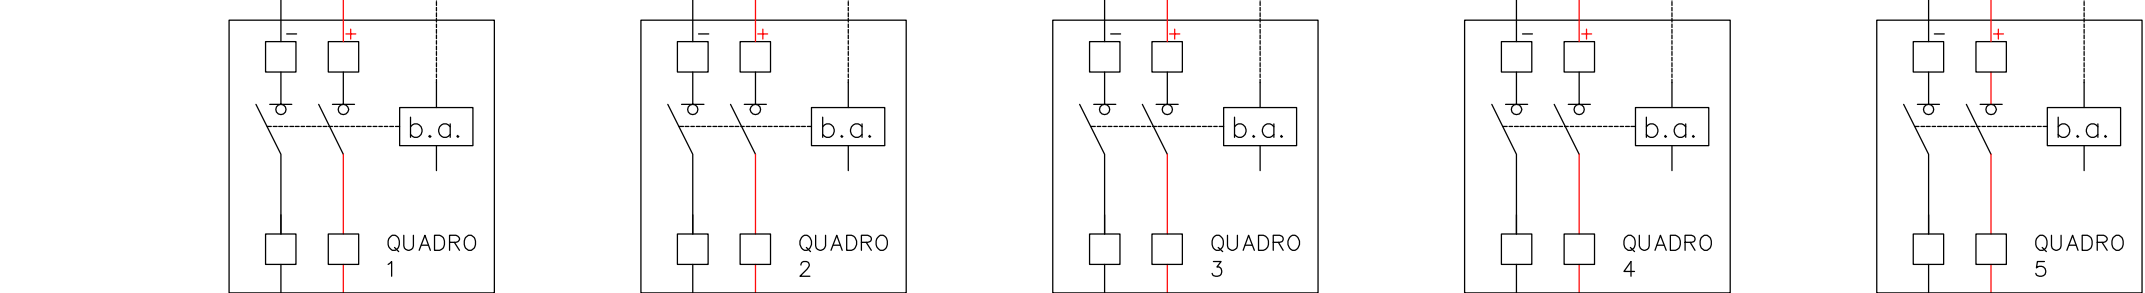 − + − + − + − + − +
b.a. b.a. b.a. b.a. b.a.
QUADRO QUADRO QUADRO QUADRO QUADRO
1 2 3 4 5